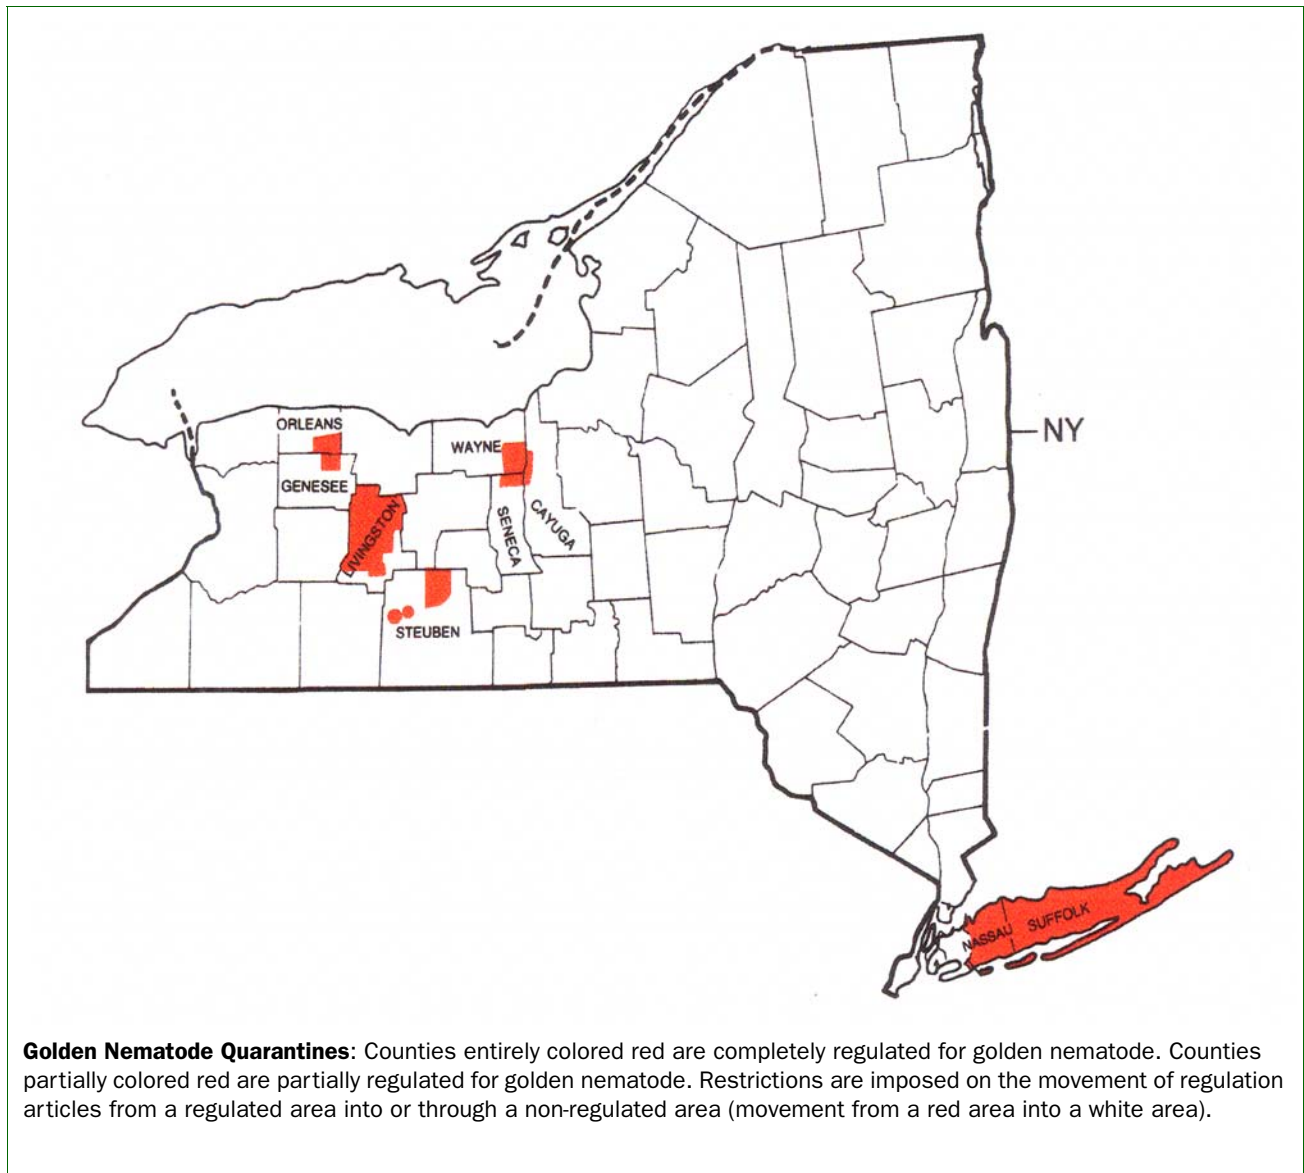 ORLEANS
WAYNE
NY
GENESEE
LIVINGSTON
SENECA
CAYUGA
STEUBEN
NASSAU
SUFFOLK
Golden Nematode Quarantines: Counties entirely colored red are completely regulated for golden nematode. Counties
partially colored red are partially regulated for golden nematode. Restrictions are imposed on the movement of regulation
articles from a regulated area into or through a non-regulated area (movement from a red area into a white area).